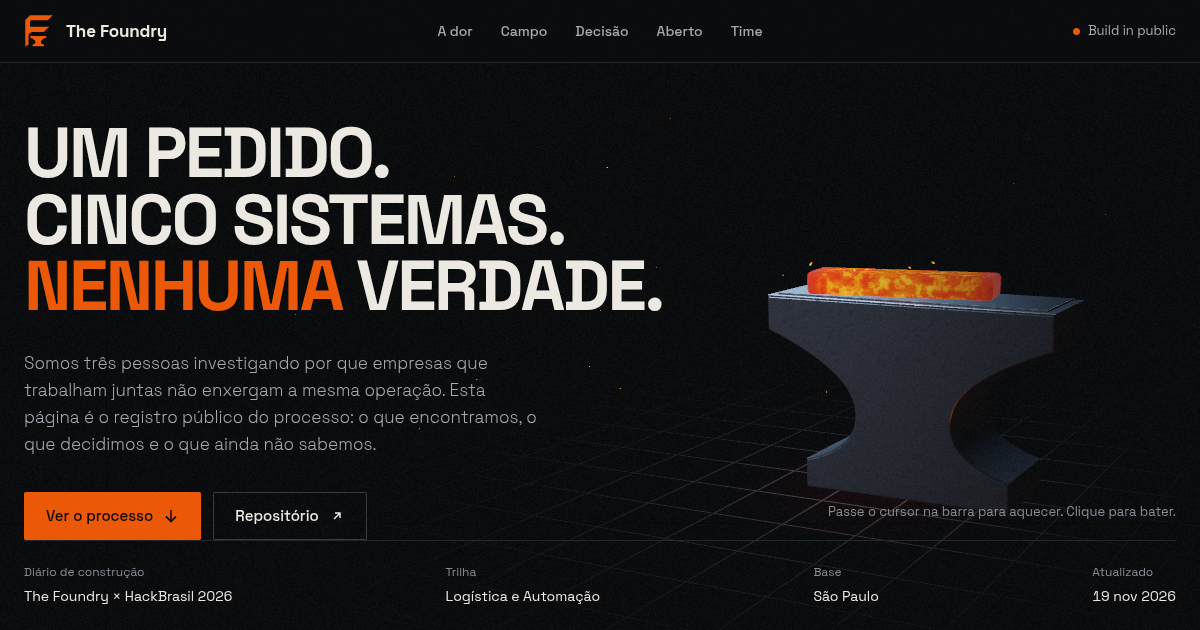 The Foundry
A dor
Campo
Decisão
Aberto
Time
Build in public
UM PEDIDO.
CINCO SISTEMAS.
NENHUMA VERDADE.
Somos três pessoas investigando por que empresas que
trabalham juntas não enxergam a mesma operação. Esta
página é o registro público do processo: o que encontramos, o
que decidimos e o que ainda não sabemos.
Ver o processo ↓
Repositório ↗
Passe o cursor na barra para aquecer. Clique para bater.
Diário de construção
The Foundry × HackBrasil 2026
Trilha
Logística e Automação
Base
São Paulo
Atualizado
19 nov 2026